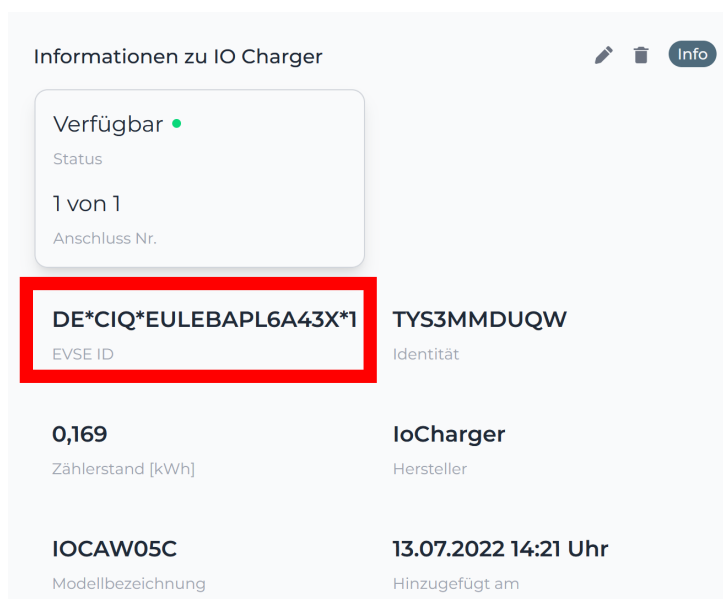 Informationen zu IO Charger
Info
Verfügbar
Status
1 von 1
Anschluss Nr.
DE*CIQ*EULEBAPL6A43X*1
EVSE ID
TYS3MMDUQW
Identität
0,169
Zählerstand [kWh]
IoCharger
Hersteller
IOCAW05C
Modellbezeichnung
13.07.2022 14:21 Uhr
Hinzugefügt am